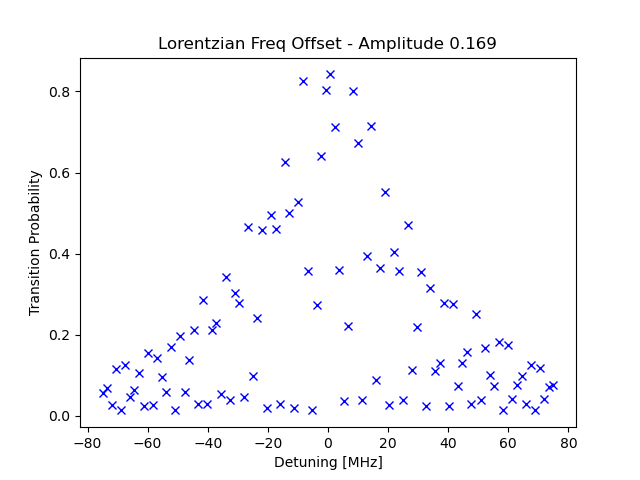 Lorentzian Freq Offset - Amplitude 0.169
Transition Probability
0.8
0.6
0.4
0.2
0.0
−80 −60 −40 −20 0 20 40 60 80
Detuning [MHz]